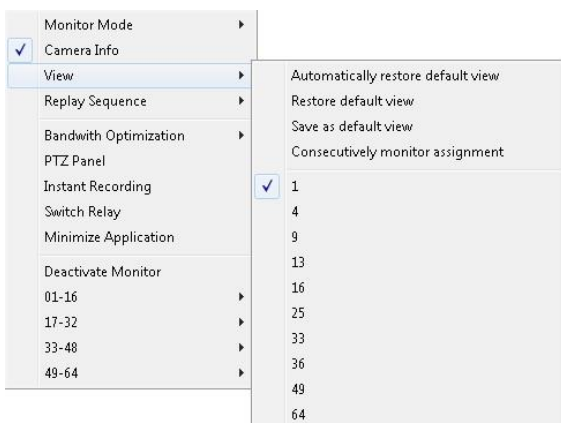 Monitor Mode
Camera Info
View
Replay Sequence
Bandwith Optimization
PTZ Panel
Instant Recording
Switch Relay
Minimize Application
Deactivate Monitor
01-16
17-32
33-48
49-64
Automatically restore default view
Restore default view
Save as default view
Consecutively monitor assignment
1
4
9
13
16
25
33
36
49
64